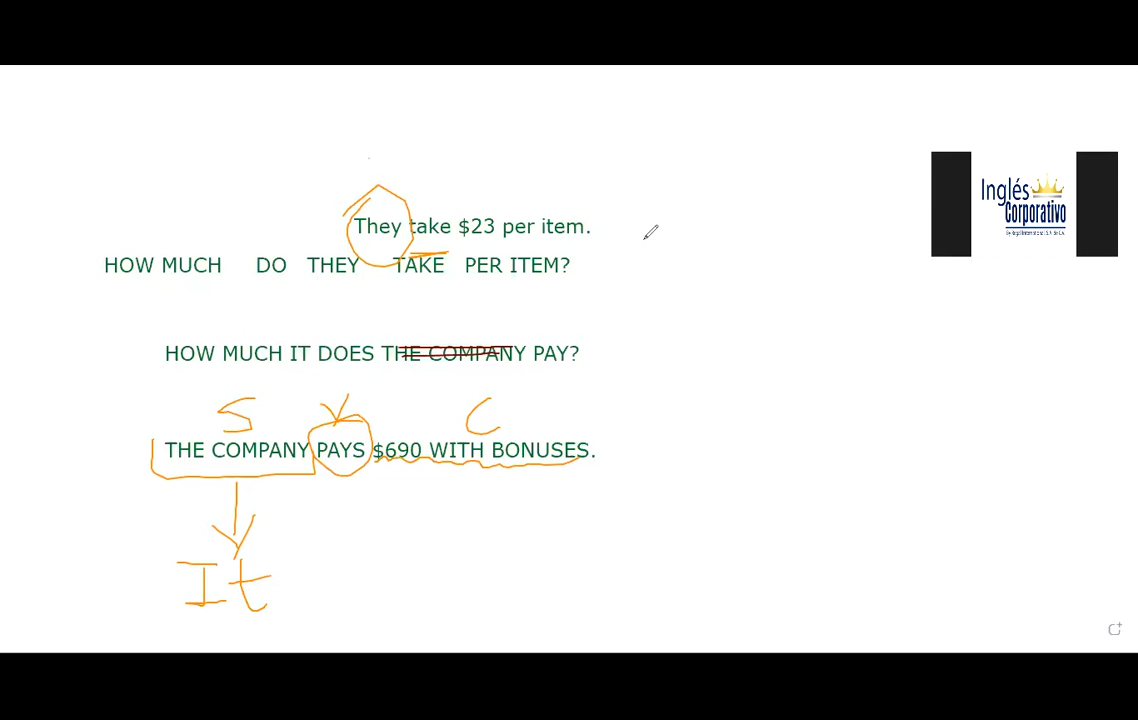 They take $23 per item.
HOW MUCH DO THEY TAKE PER ITEM?
HOW MUCH IT DOES THE COMPANY PAY?
S V C
THE COMPANY PAYS $690 WITH BONUSES.
It
Inglés
Corporativo